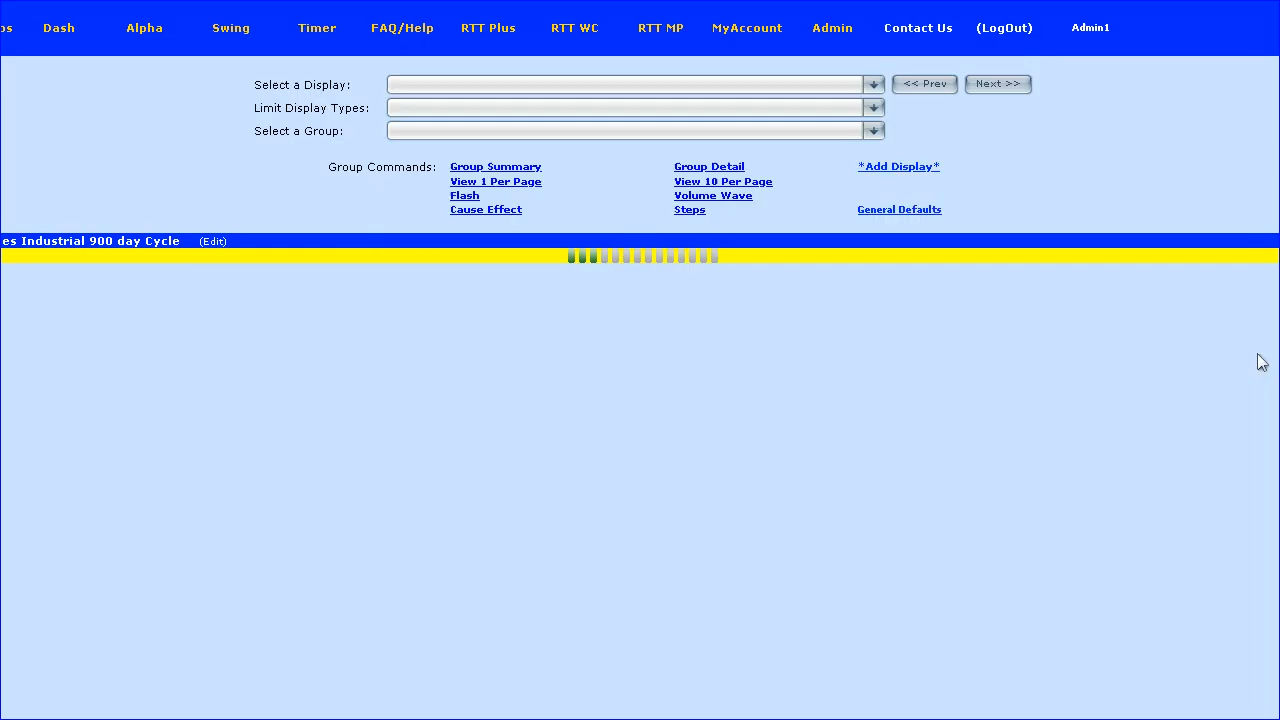 os Dash Alpha Swing Timer FAQ/Help RTT Plus RTT WC RTT MP MyAccount Admin Contact Us (LogOut) Admin1
Select a Display: << Prev Next >>
Limit Display Types:
Select a Group:
Group Commands: Group Summary Group Detail *Add Display*
View 1 Per Page View 10 Per Page
Flash Volume Wave
Cause Effect Steps General Defaults
es Industrial 900 day Cycle (Edit)